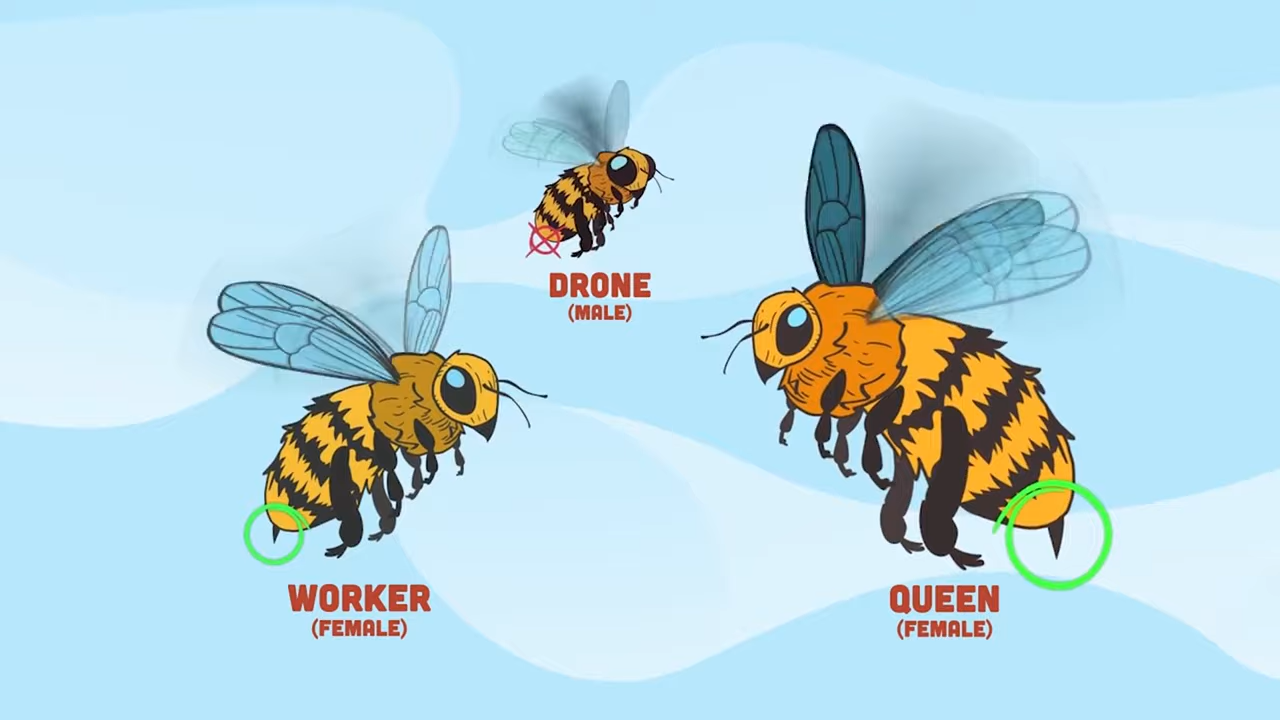 DRONE
(MALE)
WORKER
(FEMALE)
QUEEN
(FEMALE)